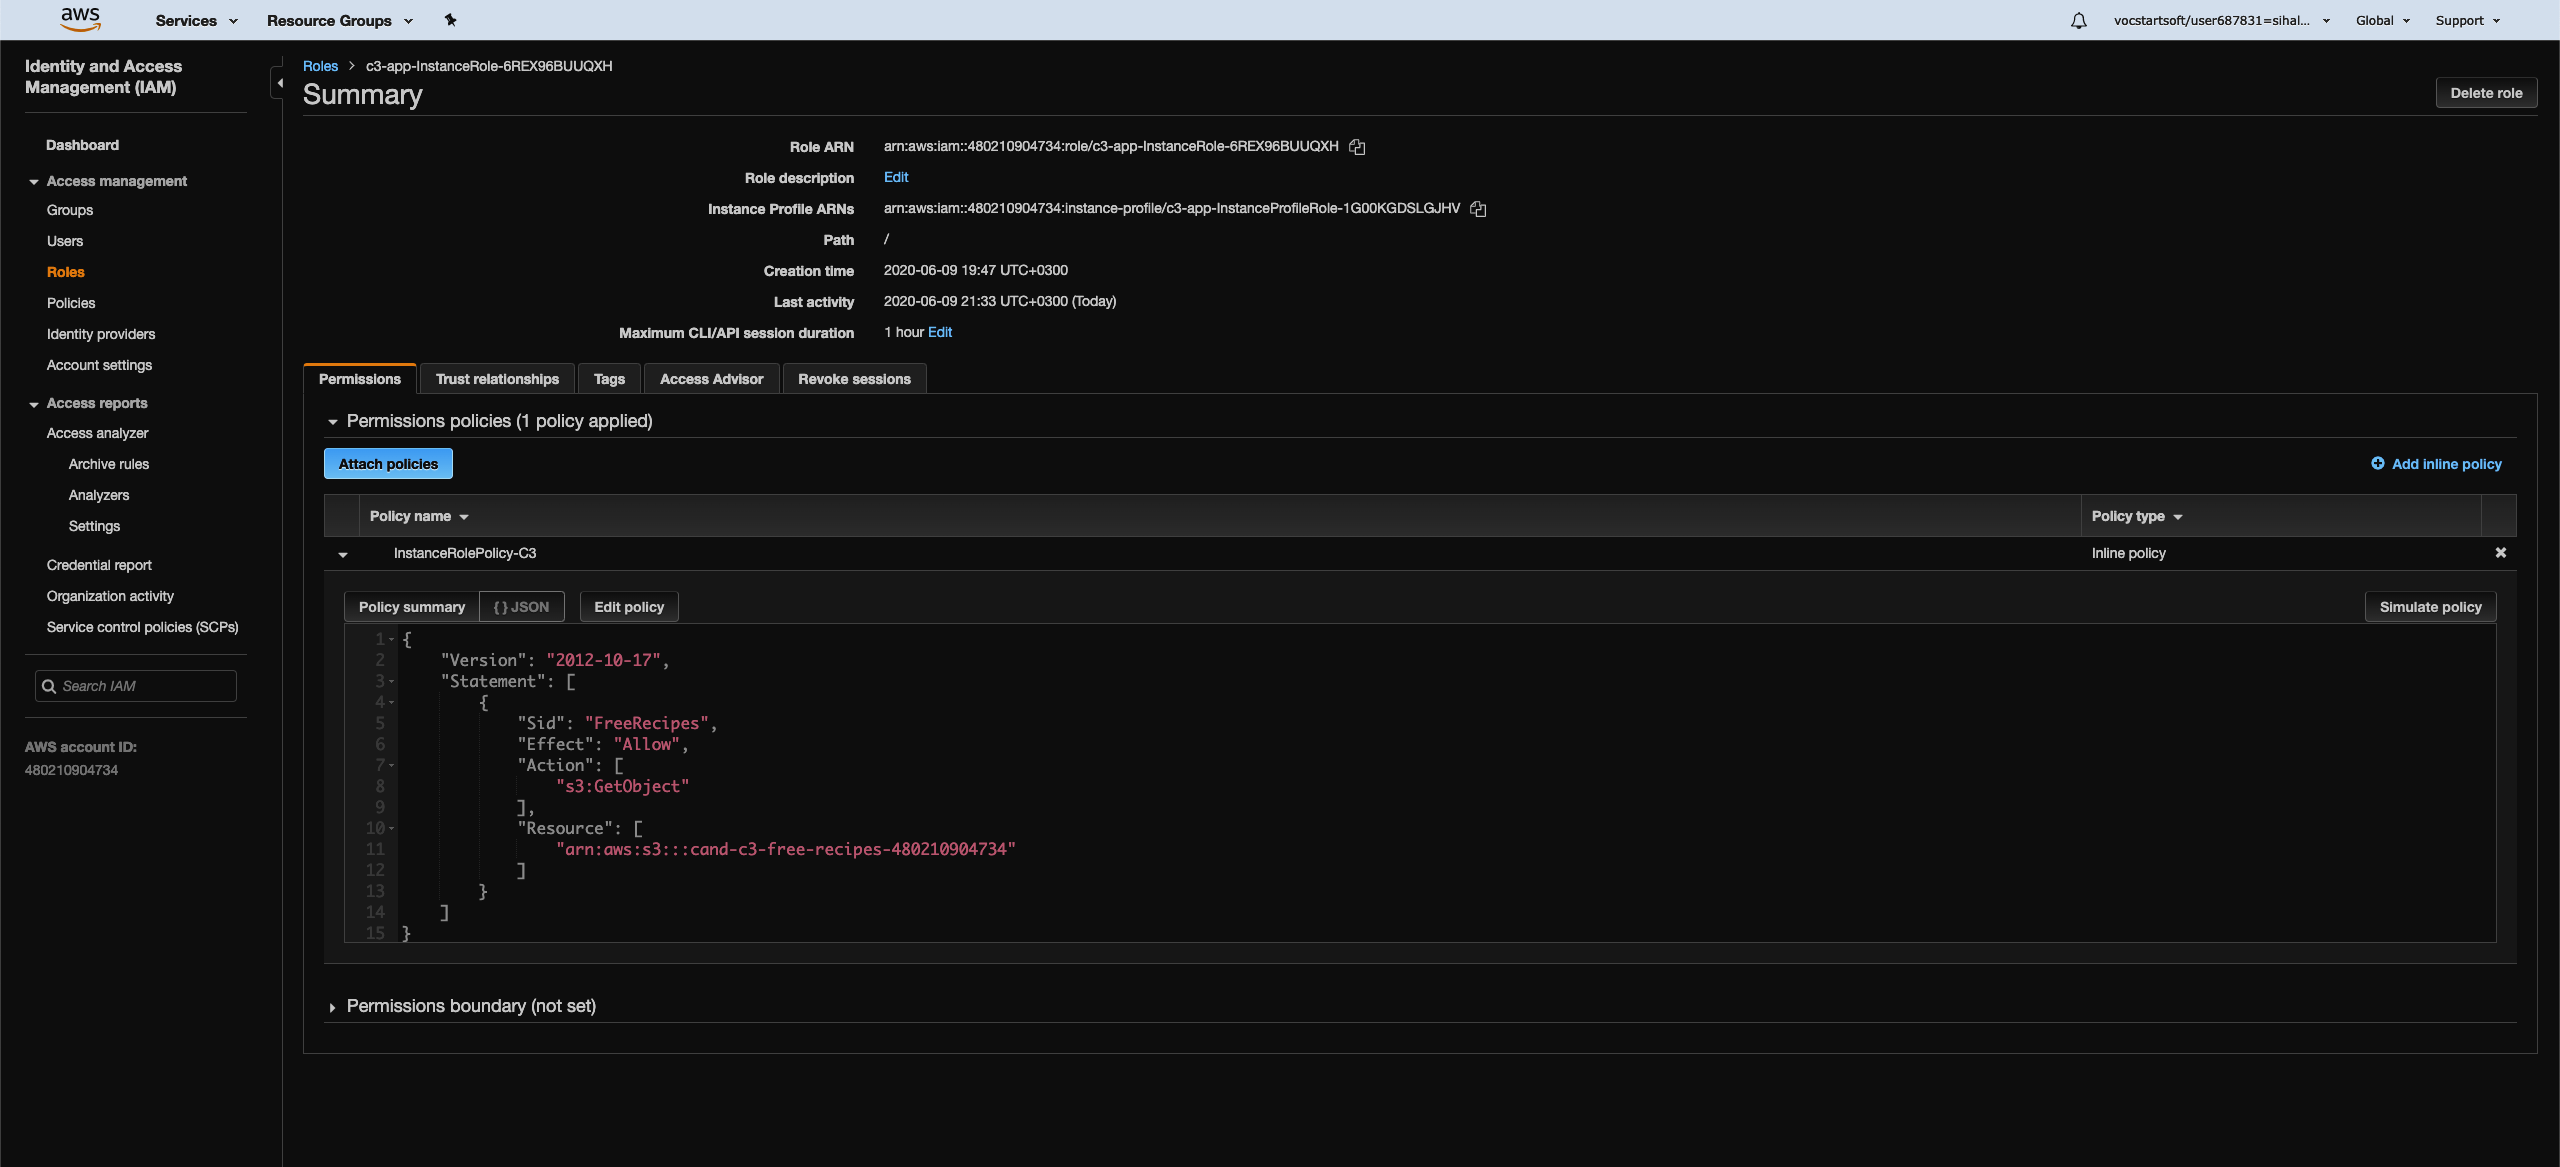 aws
Services
Resource Groups
vocstartsoft/user687831=sihal...
Global
Support
Identity and Access
Management (IAM)
Dashboard
Access management
Groups
Users
Roles
Policies
Identity providers
Account settings
Access reports
Access analyzer
Archive rules
Analyzers
Settings
Credential report
Organization activity
Service control policies (SCPs)
Search IAM
AWS account ID:
480210904734
Roles > c3-app-InstanceRole-6REX96BUUQXH
Summary
Delete role
Role ARN arn:aws:iam::480210904734:role/c3-app-InstanceRole-6REX96BUUQXH
Role description Edit
Instance Profile ARNs arn:aws:iam::480210904734:instance-profile/c3-app-InstanceProfileRole-1G00KGDSLGJHV
Path /
Creation time 2020-06-09 19:47 UTC+0300
Last activity 2020-06-09 21:33 UTC+0300 (Today)
Maximum CLI/API session duration 1 hour Edit
Permissions
Trust relationships
Tags
Access Advisor
Revoke sessions
Permissions policies (1 policy applied)
Attach policies
Add inline policy
Policy name
Policy type
InstanceRolePolicy-C3
Inline policy
Policy summary
{ } JSON
Edit policy
Simulate policy
1 {
2 "Version": "2012-10-17",
3 "Statement": [
4 {
5 "Sid": "FreeRecipes",
6 "Effect": "Allow",
7 "Action": [
8 "s3:GetObject"
9 ],
10 "Resource": [
11 "arn:aws:s3:::cand-c3-free-recipes-480210904734"
12 ]
13 }
14 ]
15 }
Permissions boundary (not set)